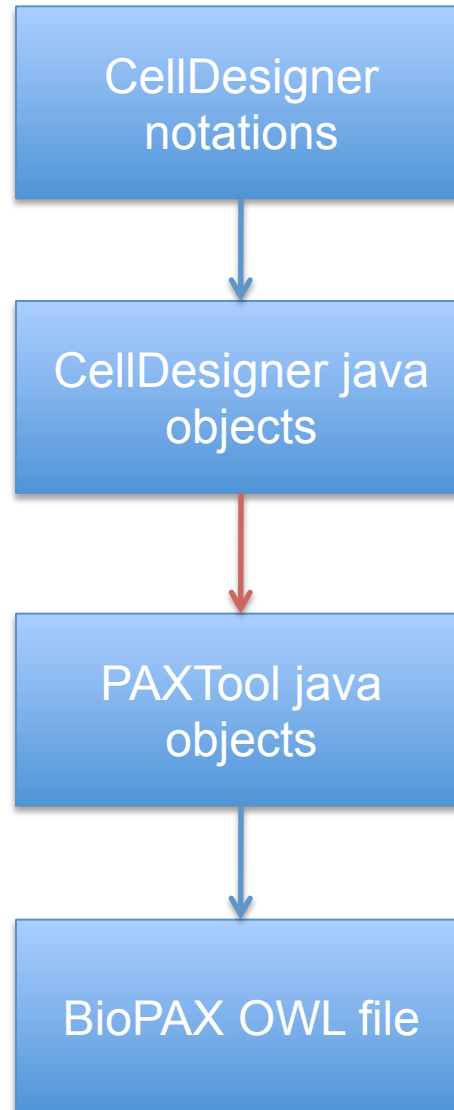 CellDesigner
notations
CellDesigner java
objects
PAXTool java
objects
BioPAX OWL file